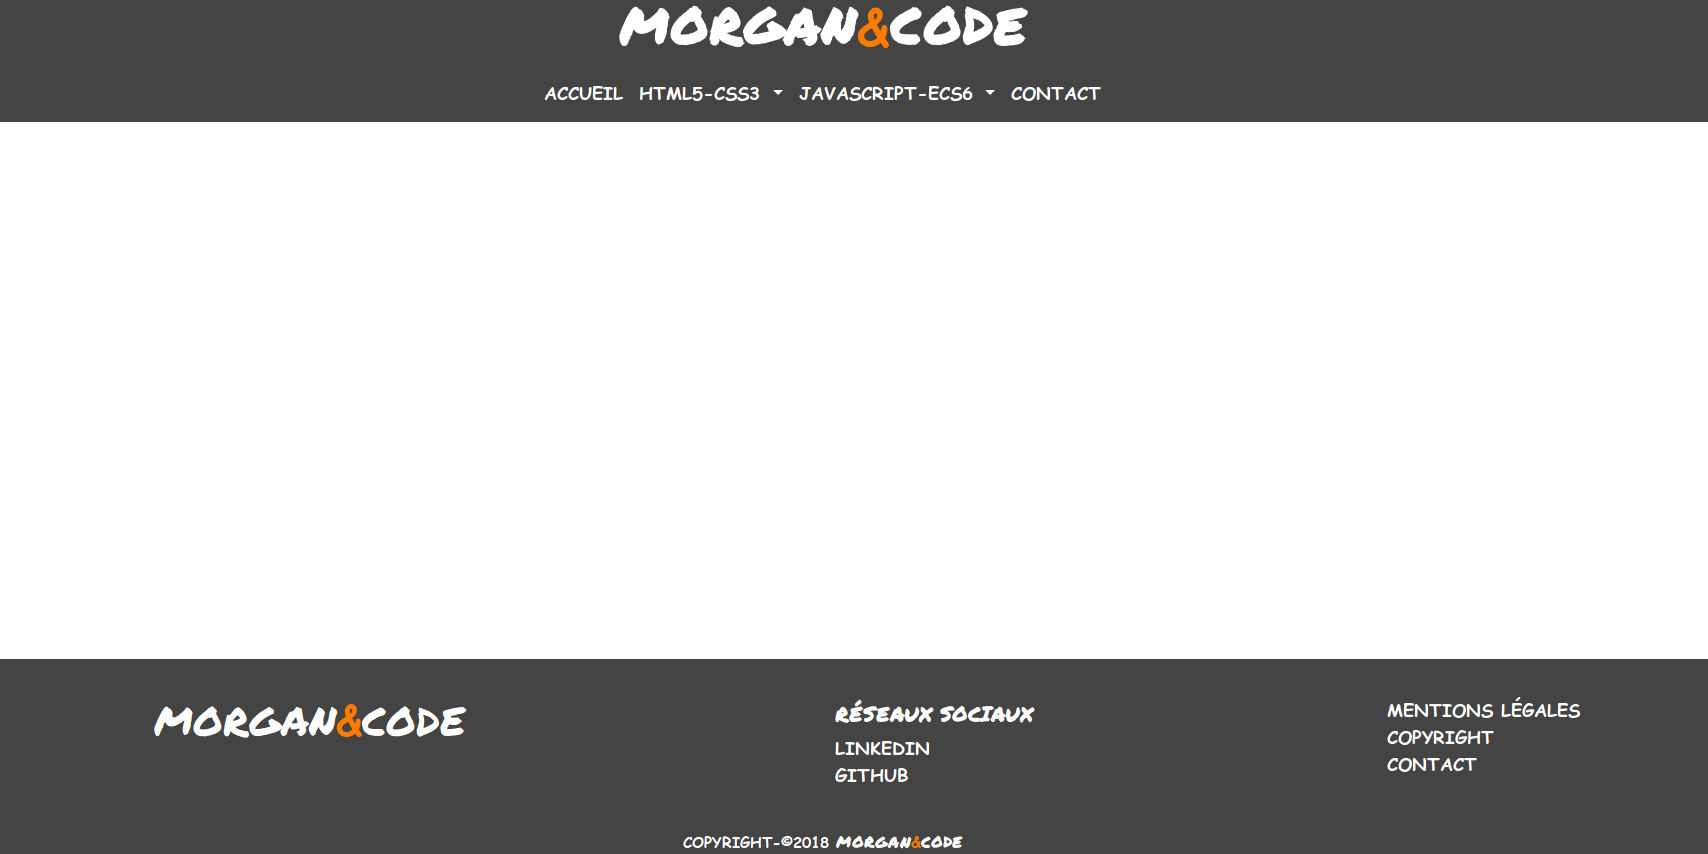 MORGAN&CODE
ACCUEIL HTML5-CSS3 JAVASCRIPT-ECS6 CONTACT
MORGAN&CODE
RÉSEAUX SOCIAUX
LINKEDIN
GITHUB
MENTIONS LÉGALES
COPYRIGHT
CONTACT
COPYRIGHT-©2018 MORGAN&CODE